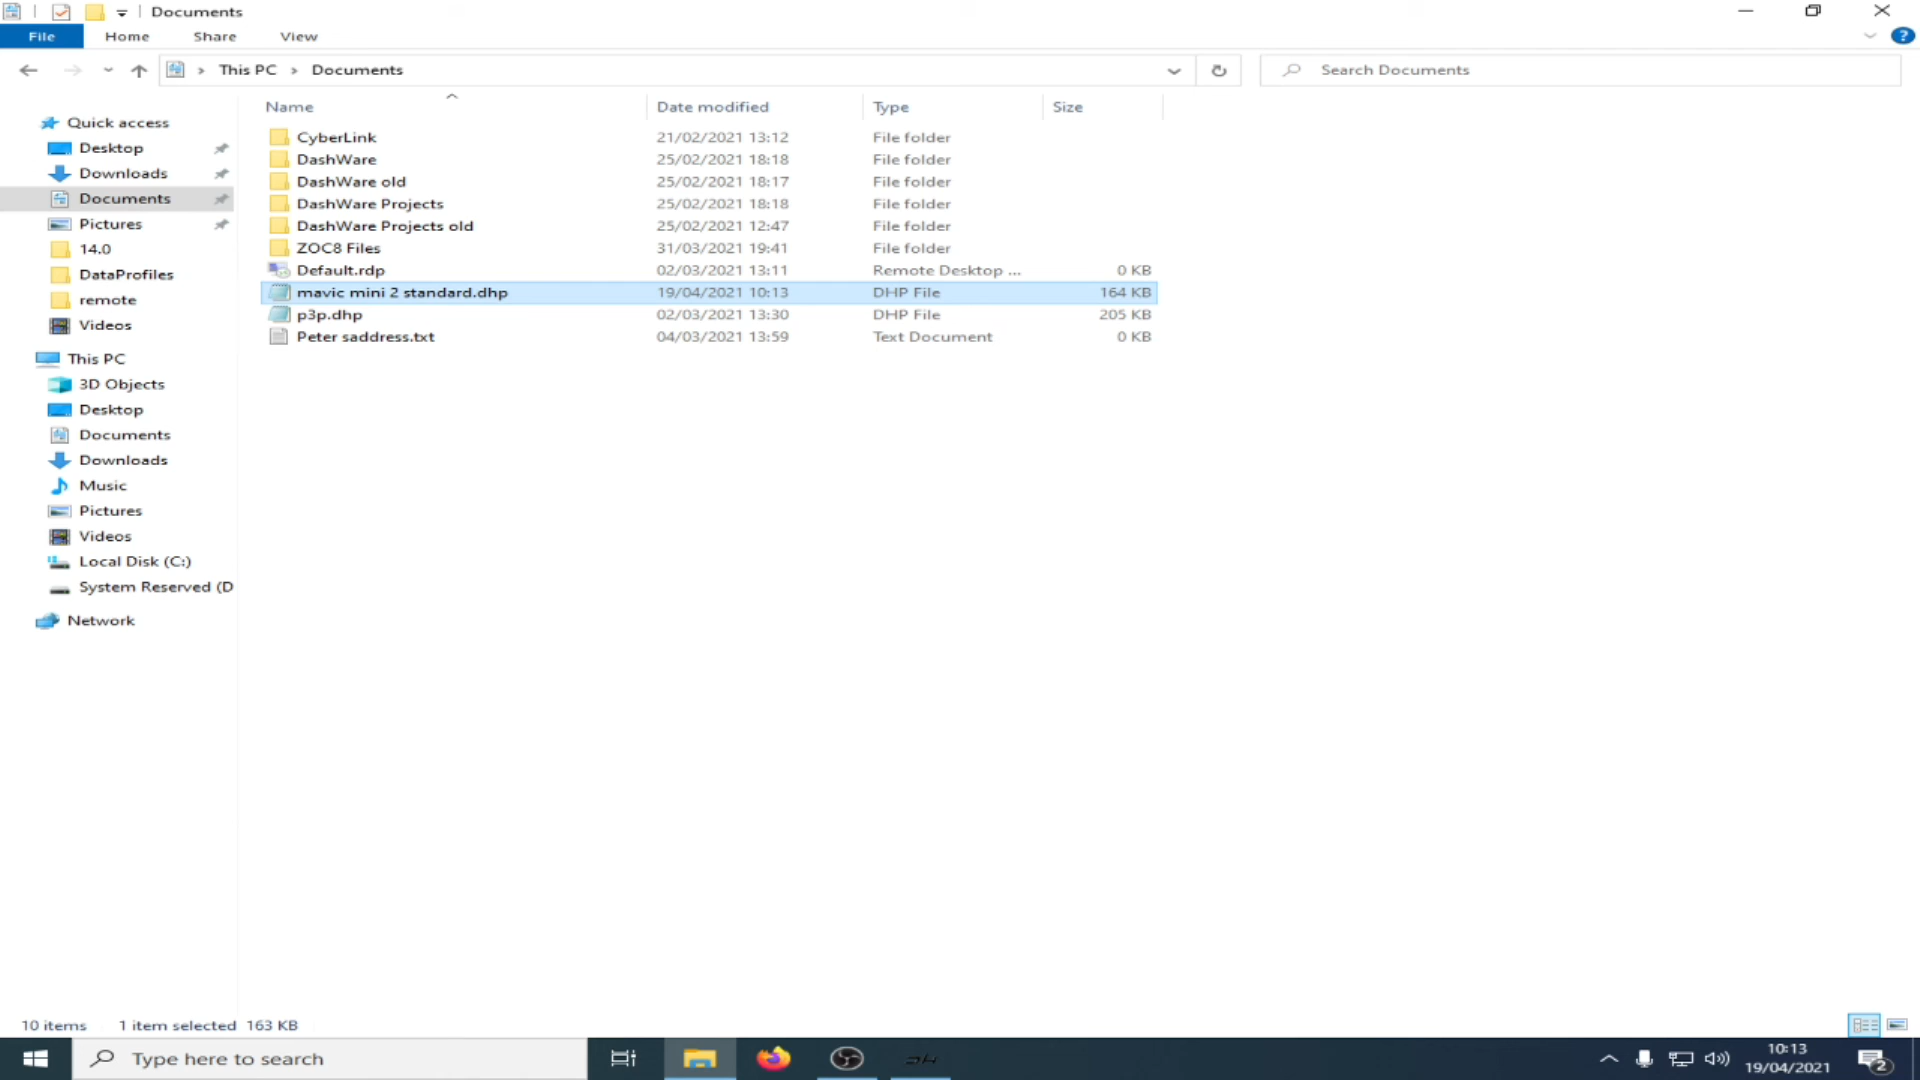 Documents
File Home Share View
This PC Documents Search Documents
Name Date modified Type Size
Quick access
Desktop
Downloads
Documents
Pictures
14.0
DataProfiles
remote
Videos
This PC
3D Objects
Desktop
Documents
Downloads
Music
Pictures
Videos
Local Disk (C:)
System Reserved (D
Network
CyberLink 21/02/2021 13:12 File folder
DashWare 25/02/2021 18:18 File folder
DashWare old 25/02/2021 18:17 File folder
DashWare Projects 25/02/2021 18:18 File folder
DashWare Projects old 25/02/2021 12:47 File folder
ZOC8 Files 31/03/2021 19:41 File folder
Default.rdp 02/03/2021 13:11 Remote Desktop ... 0 KB
mavic mini 2 standard.dhp 19/04/2021 10:13 DHP File 164 KB
p3p.dhp 02/03/2021 13:30 DHP File 205 KB
Peter saddress.txt 04/03/2021 13:59 Text Document 0 KB
10 items 1 item selected 163 KB
Type here to search
10:13
19/04/2021
2